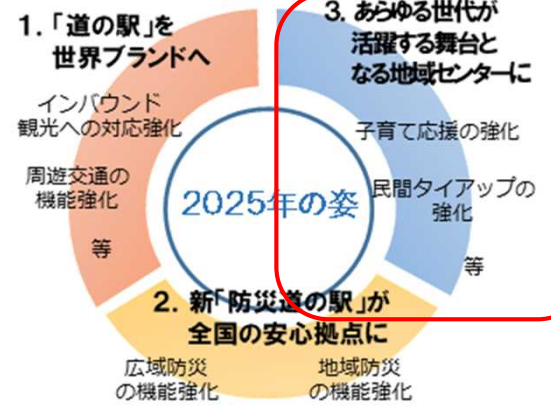 1. 「道の駅」を
世界ブランドへ
インバウンド
観光への対応強化
周遊交通の
機能強化
等
3. あらゆる世代が
活躍する舞台と
なる地域センターに
子育て応援の強化
民間タイアップの
強化
等
2025年の姿
2. 新「防災道の駅」が
全国の安心拠点に
広域防災
の機能強化
地域防災
の機能強化